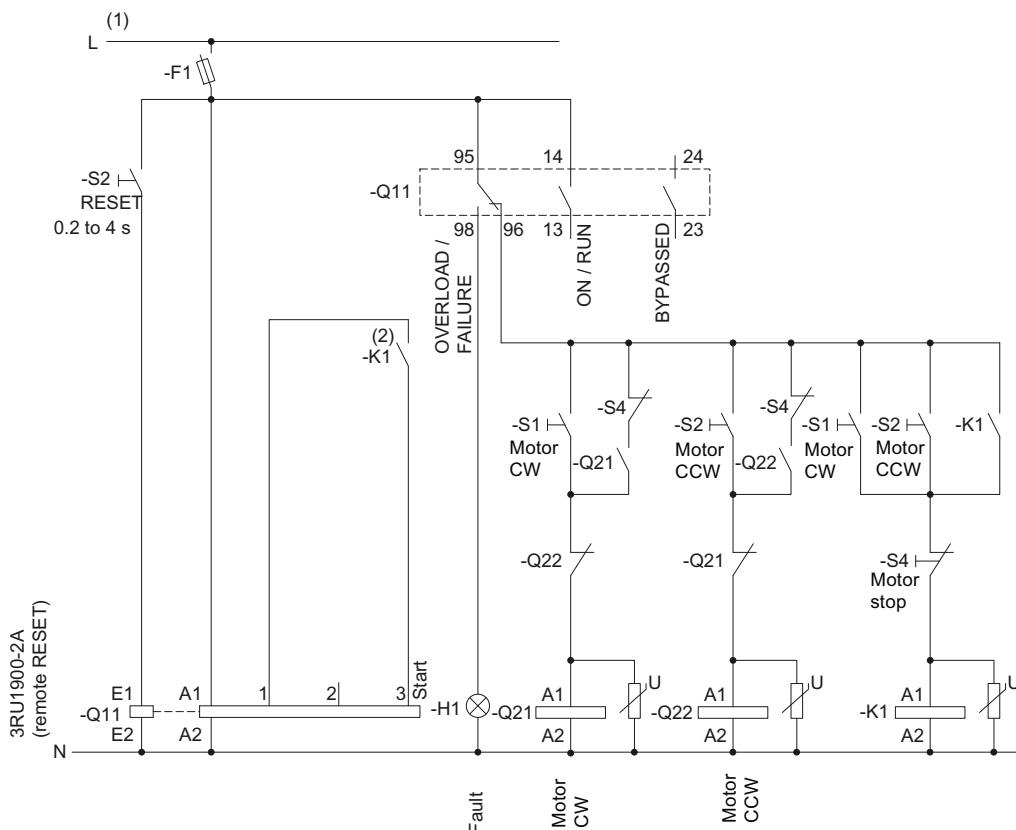 (1)
L
-F1
-S2
RESET
0.2 to 4 s
95
14
24
-Q11
98
96
13
23
OVERLOAD /
FAILURE
ON / RUN
BYPASSED
(2)
-K1
-S4
-S4
-S1
Motor
CW
-Q21
-S2
Motor
CCW
-Q22
-S1
Motor
CW
-S2
Motor
CCW
-K1
-Q22
-Q21
-S4
Motor
stop
3RU1900-2A
(remote RESET)
E1
A1
1
2
3
Start
-Q11
E2
A2
-H1
A1
-Q21
A2
U
A1
-Q22
A2
U
A1
-K1
A2
U
N
Fault
Motor
CW
Motor
CCW